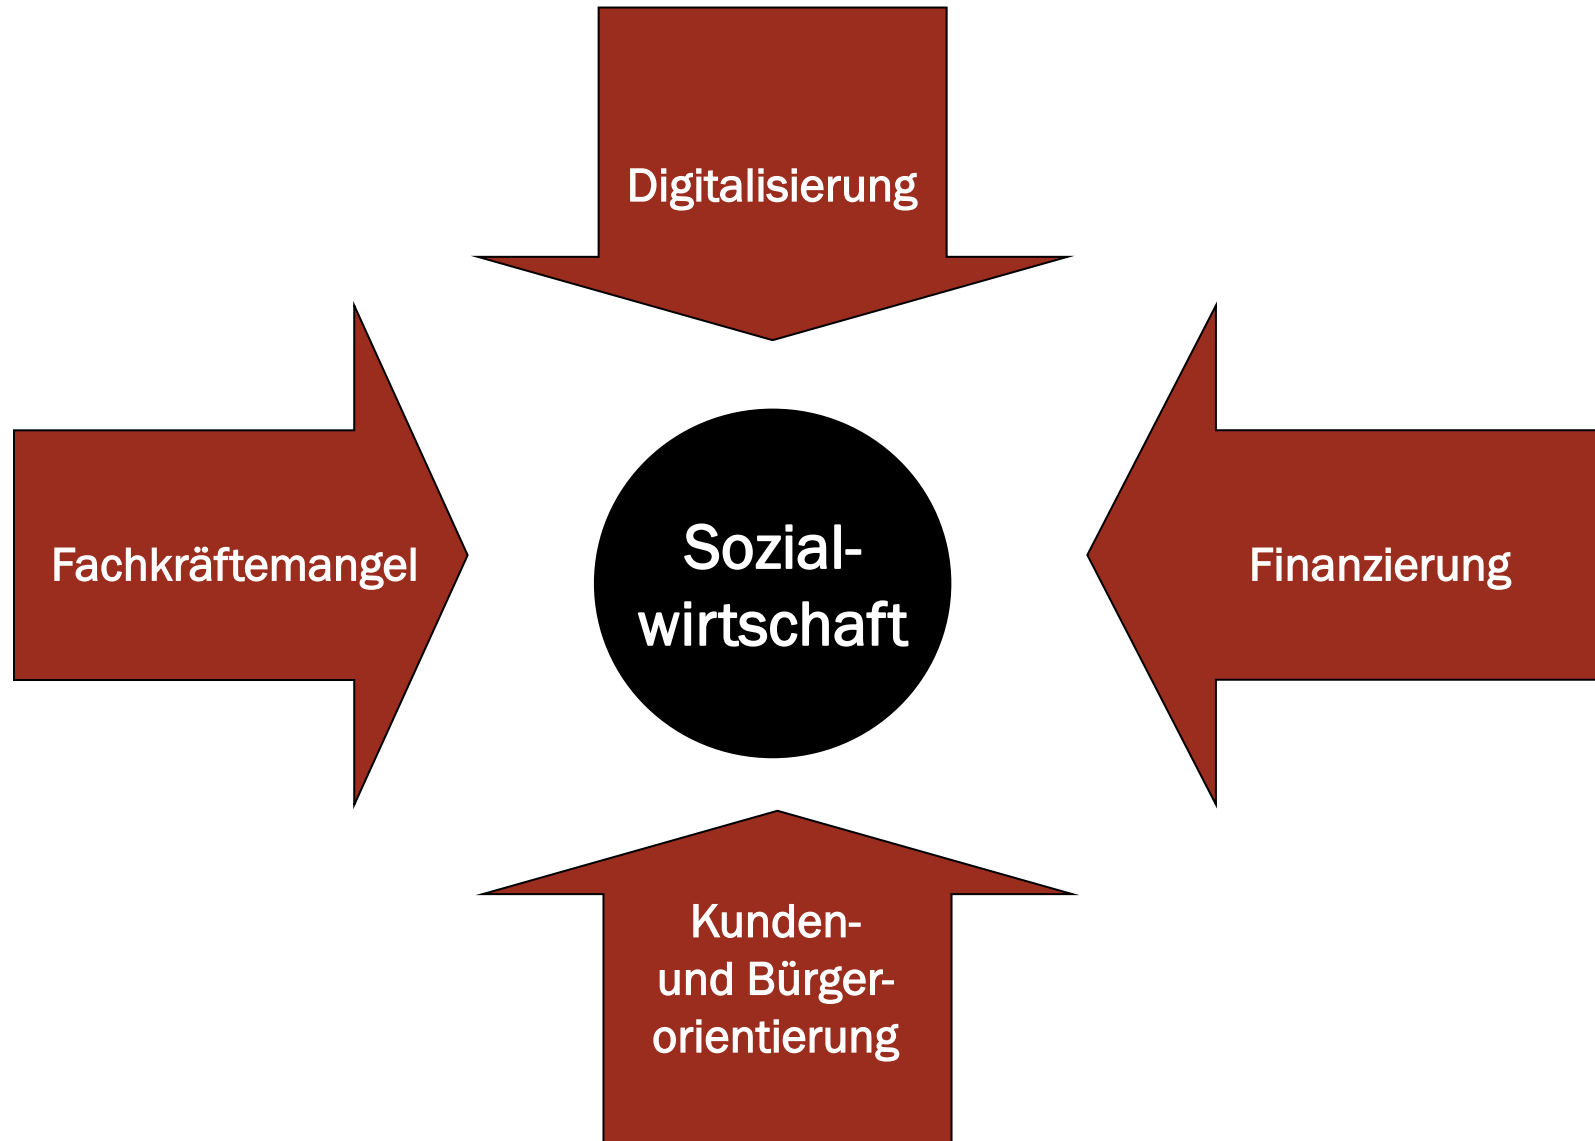 Digitalisierung
Fachkräftemangel
Sozial-
wirtschaft
Finanzierung
Kunden-
und Bürger-
orientierung